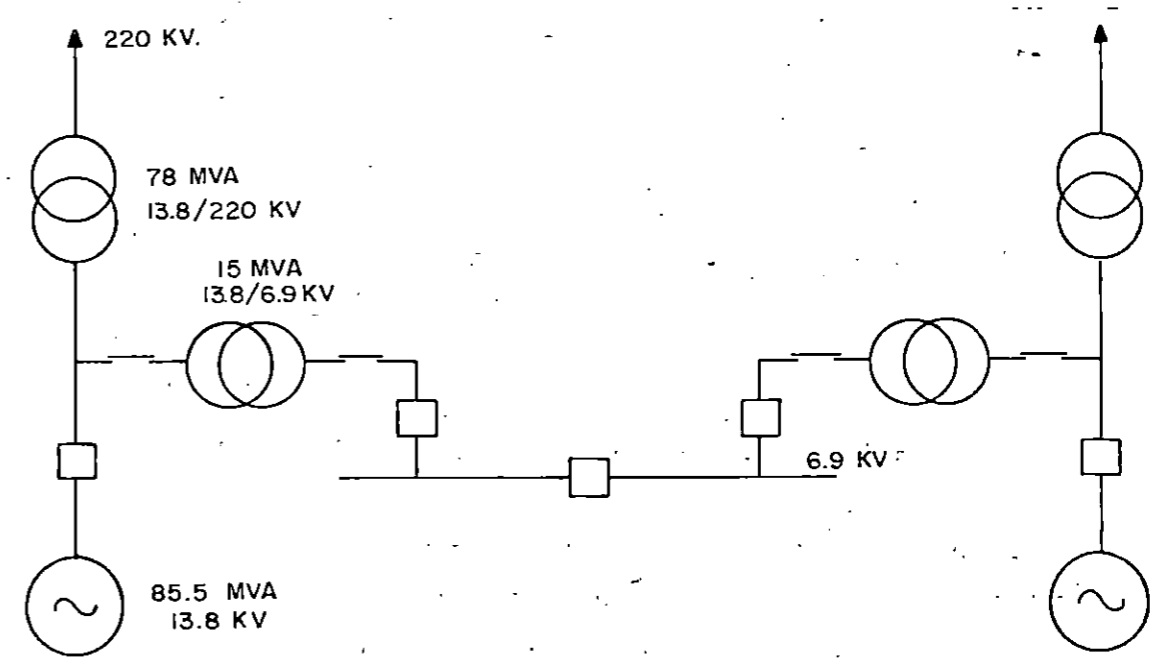 220 KV.
78 MVA
13.8/220 KV
15 MVA
13.8/6.9 KV
6.9 KV
85.5 MVA
13.8 KV